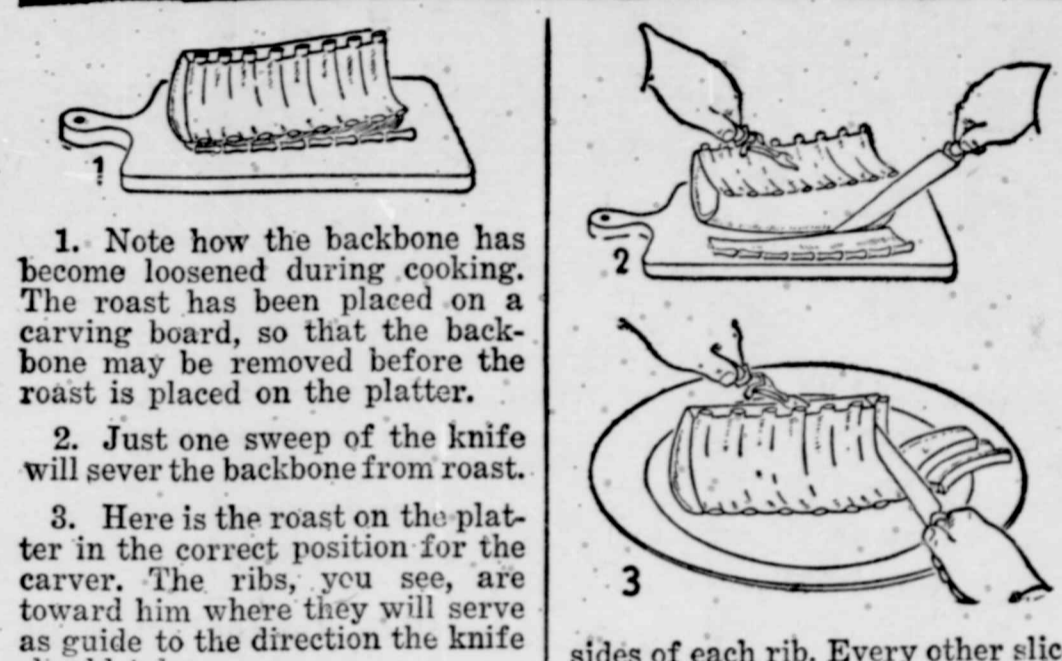 1
1. Note how the backbone has
become loosened during cooking.
The roast has been placed on a
carving board, so that the back-
bone may be removed before the
roast is placed on the platter.
2. Just one sweep of the knife
will sever the backbone from roast.
3. Here is the roast on the plat-
ter in the correct position for the
carver. The ribs, you see, are
toward him where they will serve
as guide to the direction the knife
2
3
sides of each rib. Every other slic